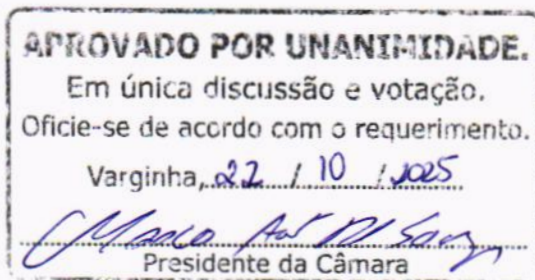 APROVADO POR UNANIMIDADE.
Em única discussão e votação.
Oficie-se de acordo com o requerimento.
Varginha, 22 / 10 / 2025
Presidente da Câmara